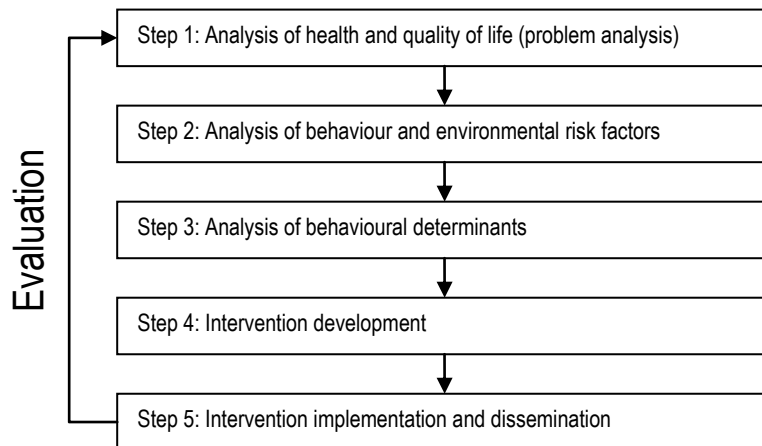 Step 1: Analysis of health and quality of life (problem analysis)
Step 2: Analysis of behaviour and environmental risk factors
Step 3: Analysis of behavioural determinants
Step 4: Intervention development
Step 5: Intervention implementation and dissemination
Evaluation